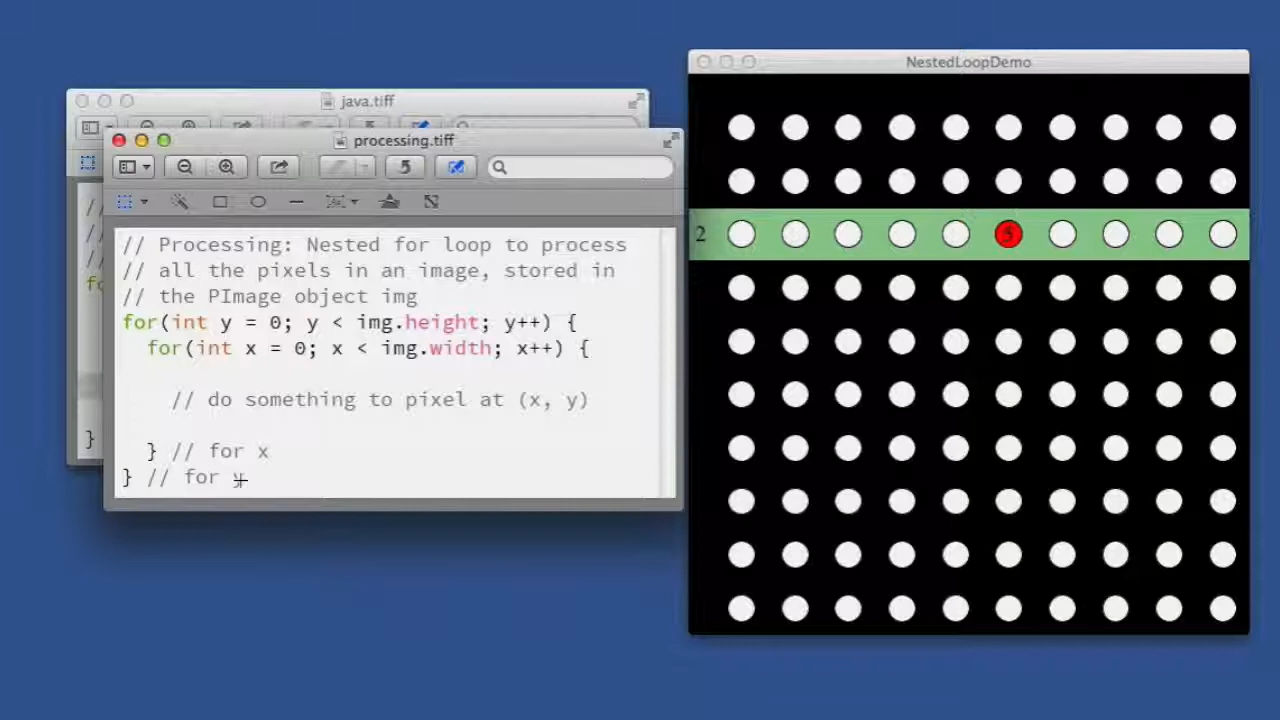 java.tiff
processing.tiff
// Processing: Nested for loop to process
// all the pixels in an image, stored in
// the PImage object img
for(int y = 0; y < img.height; y++) {
for(int x = 0; x < img.width; x++) {
// do something to pixel at (x, y)
} // for x
} // for y
//
//
//
}
NestedLoopDemo
2
5